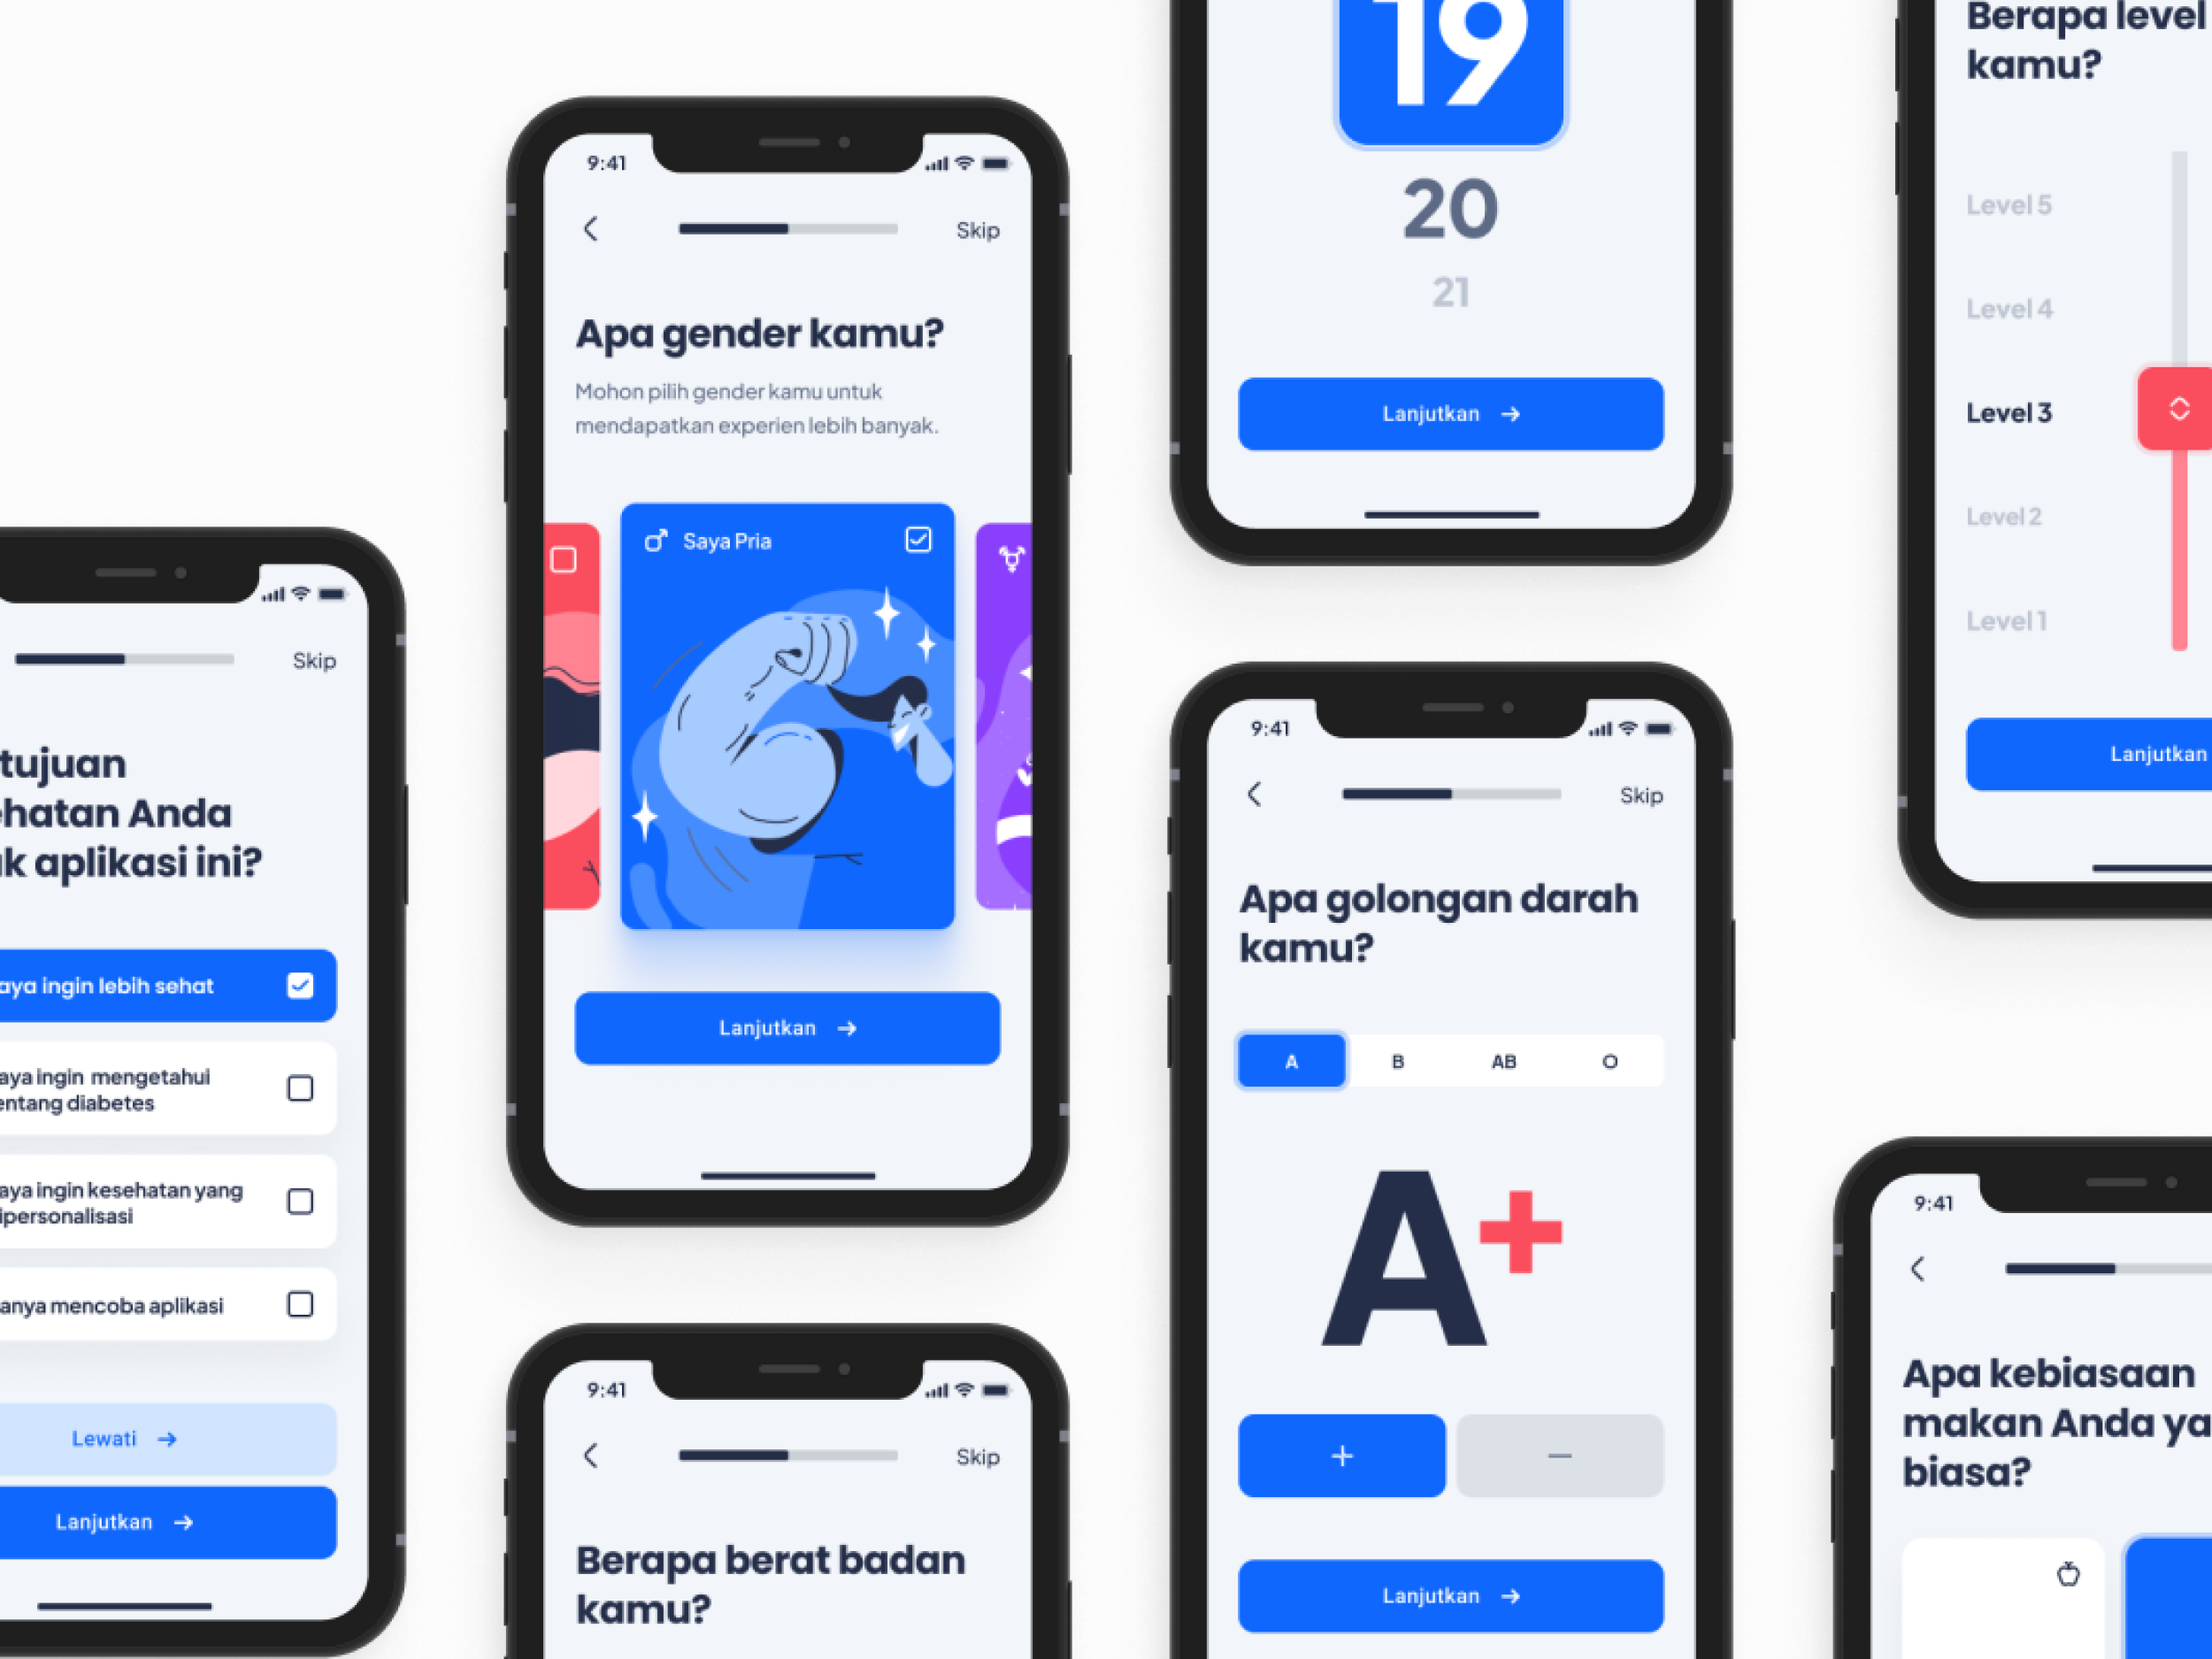 Skip
tujuan
ehatan Anda
k aplikasi ini?
aya ingin lebih sehat
aya ingin mengetahui
entang diabetes
aya ingin kesehatan yang
ipersonalisasi
anya mencoba aplikasi
Lewati
Lanjutkan
9:41
Skip
Apa gender kamu?
Mohon pilih gender kamu untuk
mendapatkan experien lebih banyak.
Saya Pria
Lanjutkan
9:41
Skip
Berapa berat badan
kamu?
19
20
21
Lanjutkan
9:41
Skip
Apa golongan darah
kamu?
A B AB O
A+
+ −
Lanjutkan
Berapa level
kamu?
Level 5
Level 4
Level 3
Level 2
Level 1
Lanjutkan
9:41
Apa kebiasaan
makan Anda ya
biasa?